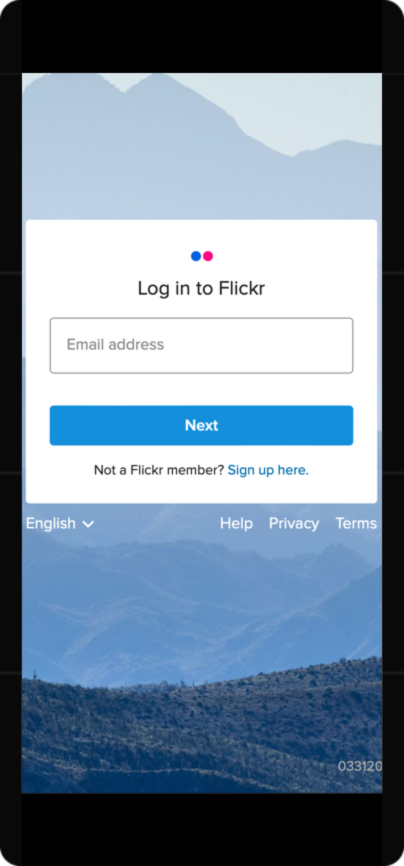 Log in to Flickr
Email address
Next
Not a Flickr member? Sign up here.
English Help Privacy Terms
033120